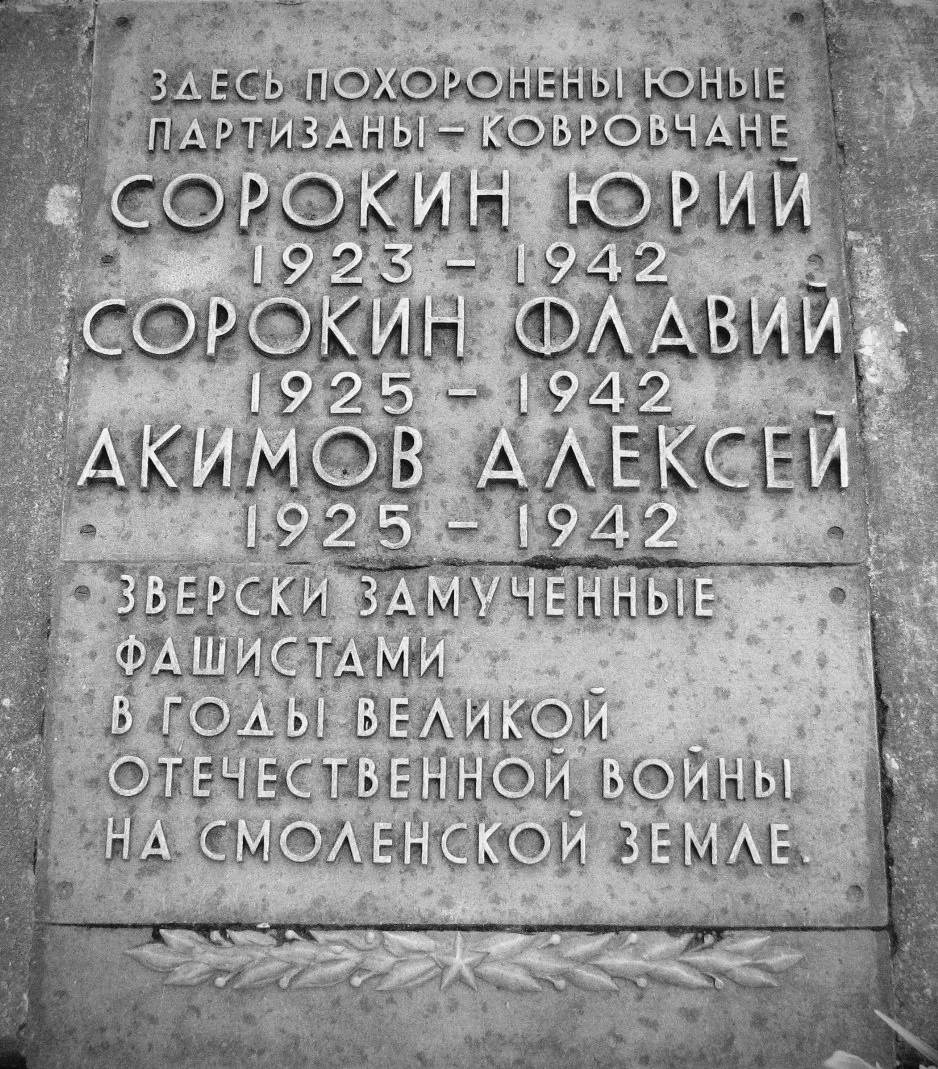 ЗДЕСЬ ПОХОРОНЕНЫ ЮНЫЕ
ПАРТИЗАНЫ – КОВРОВЧАНЕ
СОРОКИН ЮРИЙ
1923 - 1942
СОРОКИН ФЛАВИЙ
1925 - 1942
АКИМОВ АЛЕКСЕЙ
1925 - 1942
ЗВЕРСКИ ЗАМУЧЕННЫЕ
ФАШИСТАМИ
В ГОДЫ ВЕЛИКОЙ
ОТЕЧЕСТВЕННОЙ ВОЙНЫ
НА СМОЛЕНСКОЙ ЗЕМЛЕ.